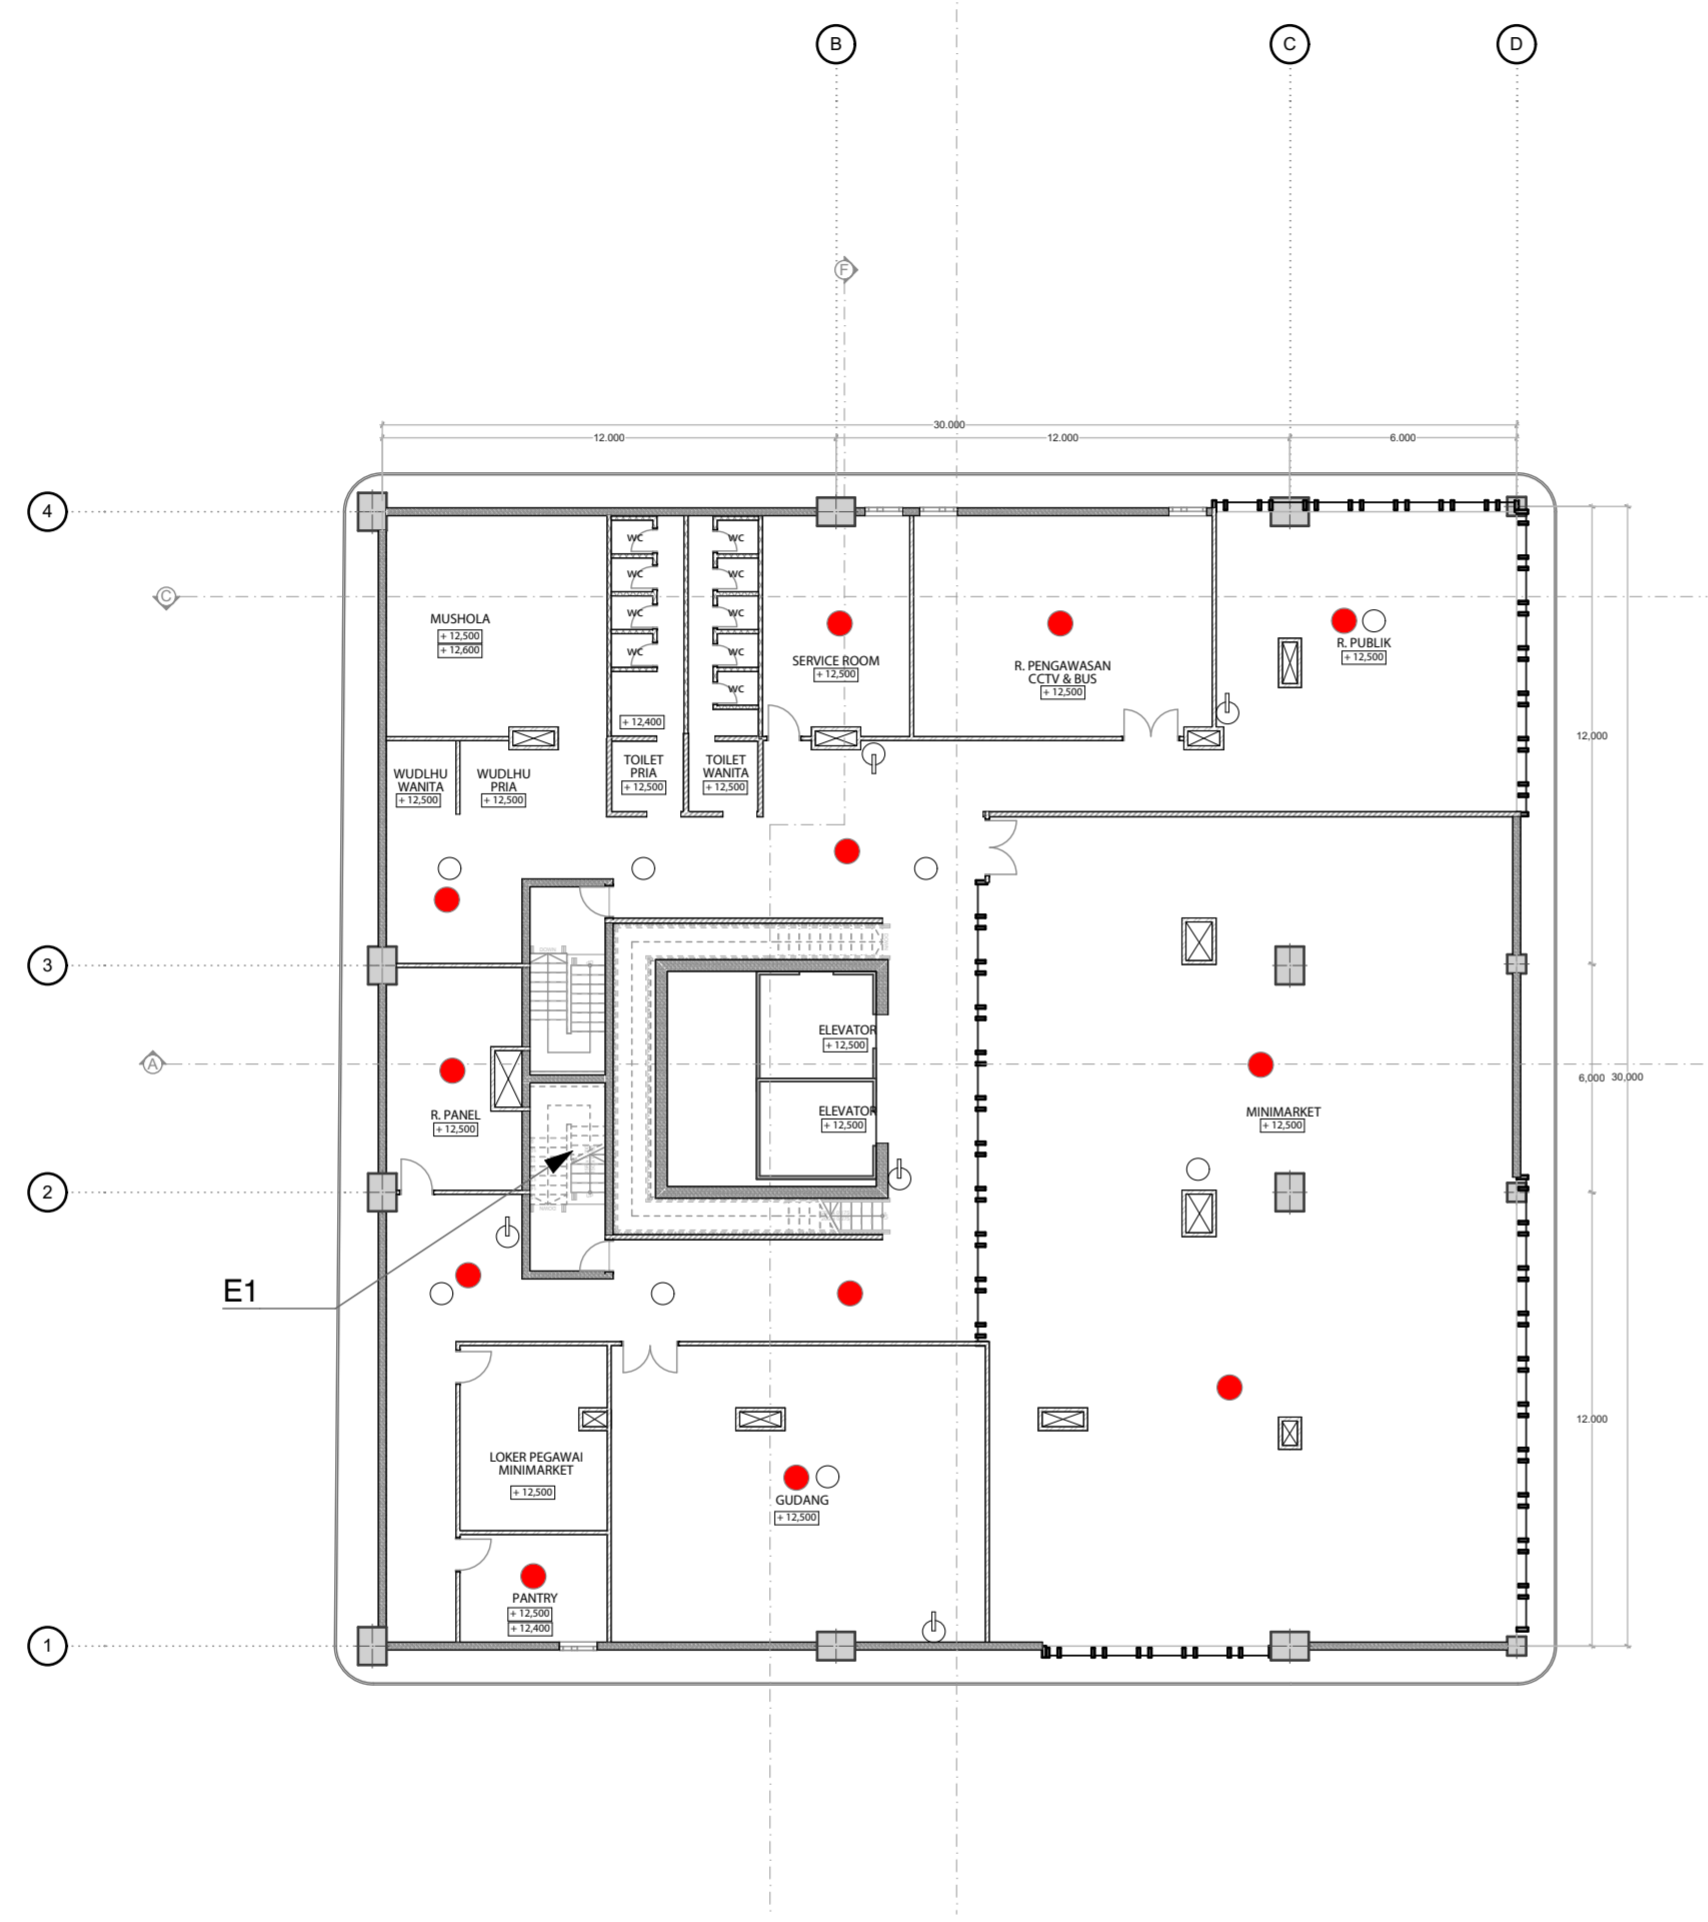 B
C
D
F
30.000
12.000
12.000
6.000
4
C
WC
WC
WC
WC
WC
WC
WC
WC
WC
MUSHOLA
+ 12,500
+ 12,600
SERVICE ROOM
+ 12,500
R. PENGAWASAN
CCTV & BUS
+ 12,500
R. PUBLIK
+ 12,500
+ 12,400
12,000
WUDLHU
WANITA
+ 12,500
WUDLHU
PRIA
+ 12,500
TOILET
PRIA
+ 12,500
TOILET
WANITA
+ 12,500
3
A
ELEVATOR
+ 12,500
6,000
30,000
R. PANEL
+ 12,500
ELEVATOR
+ 12,500
MINIMARKET
+ 12,500
2
E1
12.000
LOKER PEGAWAI
MINIMARKET
+ 12,500
GUDANG
+ 12,500
PANTRY
+ 12,500
+ 12,400
1